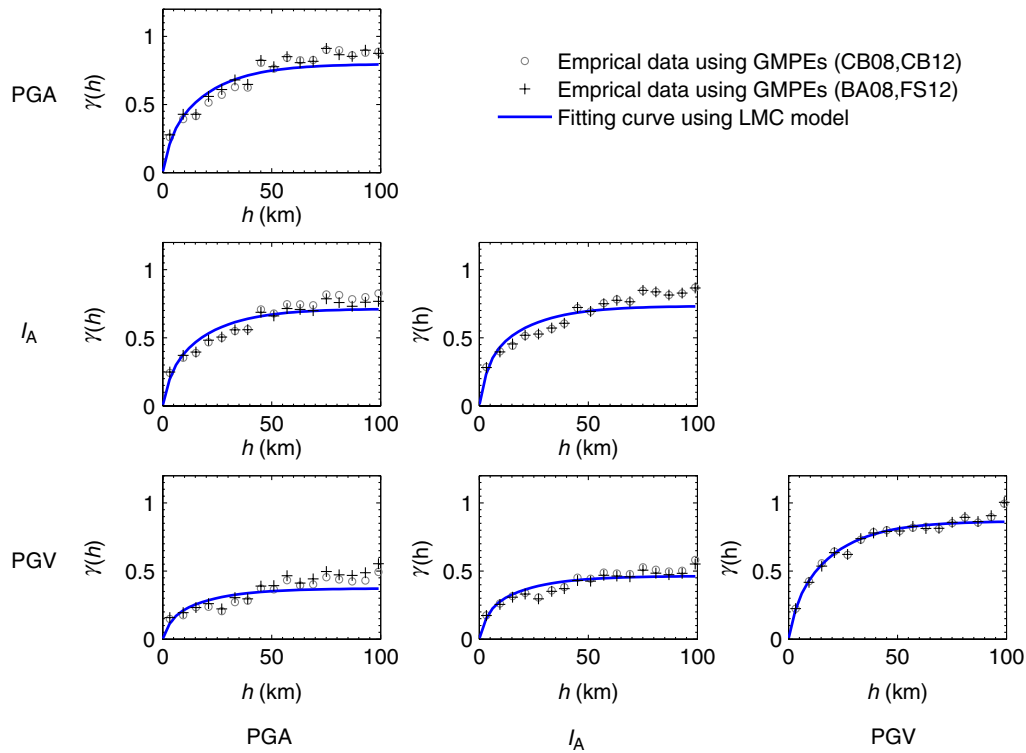 1
PGA
γ(h)
0.5
0
0
50
100
h (km)
Emprical data using GMPEs (CB08,CB12)
Emprical data using GMPEs (BA08,FS12)
Fitting curve using LMC model
1
I_A
γ(h)
0.5
0
0
50
100
h (km)
1
γ(h)
0.5
0
0
50
100
h (km)
1
PGV
γ(h)
0.5
0
0
50
100
h (km)
PGA
1
γ(h)
0.5
0
0
50
100
h (km)
I_A
1
γ(h)
0.5
0
0
50
100
h (km)
PGV